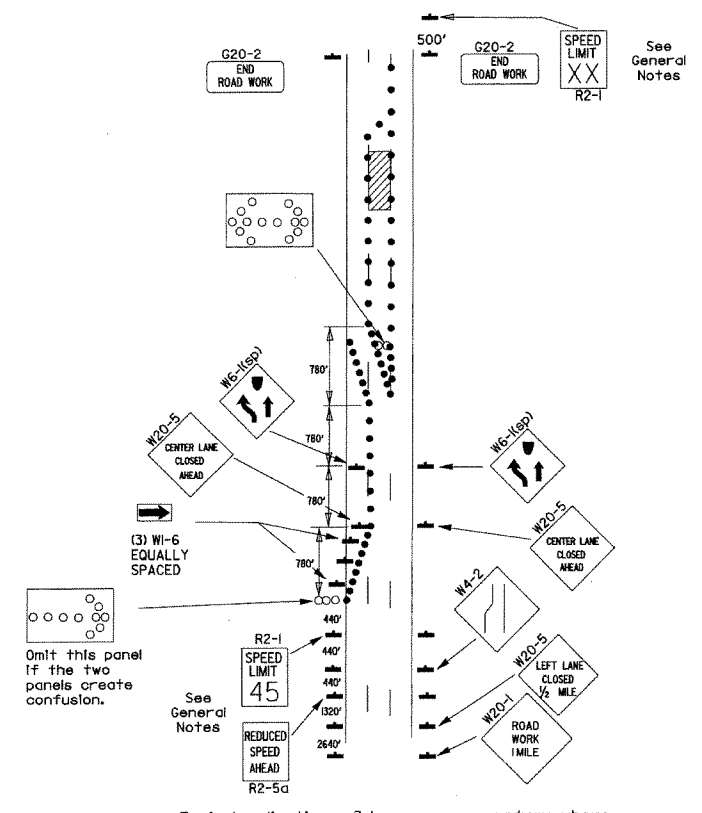 500'
G20-2
END
ROAD WORK
G20-2
END
ROAD WORK
SPEED
LIMIT
XX
R2-1
See
General
Notes
780'
W6-1(sp)
780'
W6-1(sp)
W20-5
CENTER LANE
CLOSED
AHEAD
780'
W20-5
CENTER LANE
CLOSED
AHEAD
(3) W1-6
EQUALLY
SPACED
780'
Omit this panel
if the two
panels create
confusion.
440'
W4-2
R2-1
SPEED
LIMIT
45
440'
440'
W20-5
LEFT LANE
CLOSED
1/2 MILE
See
General
Notes
1320'
W20-1
ROAD
WORK
1 MILE
REDUCED
SPEED
AHEAD
R2-5a
2640'